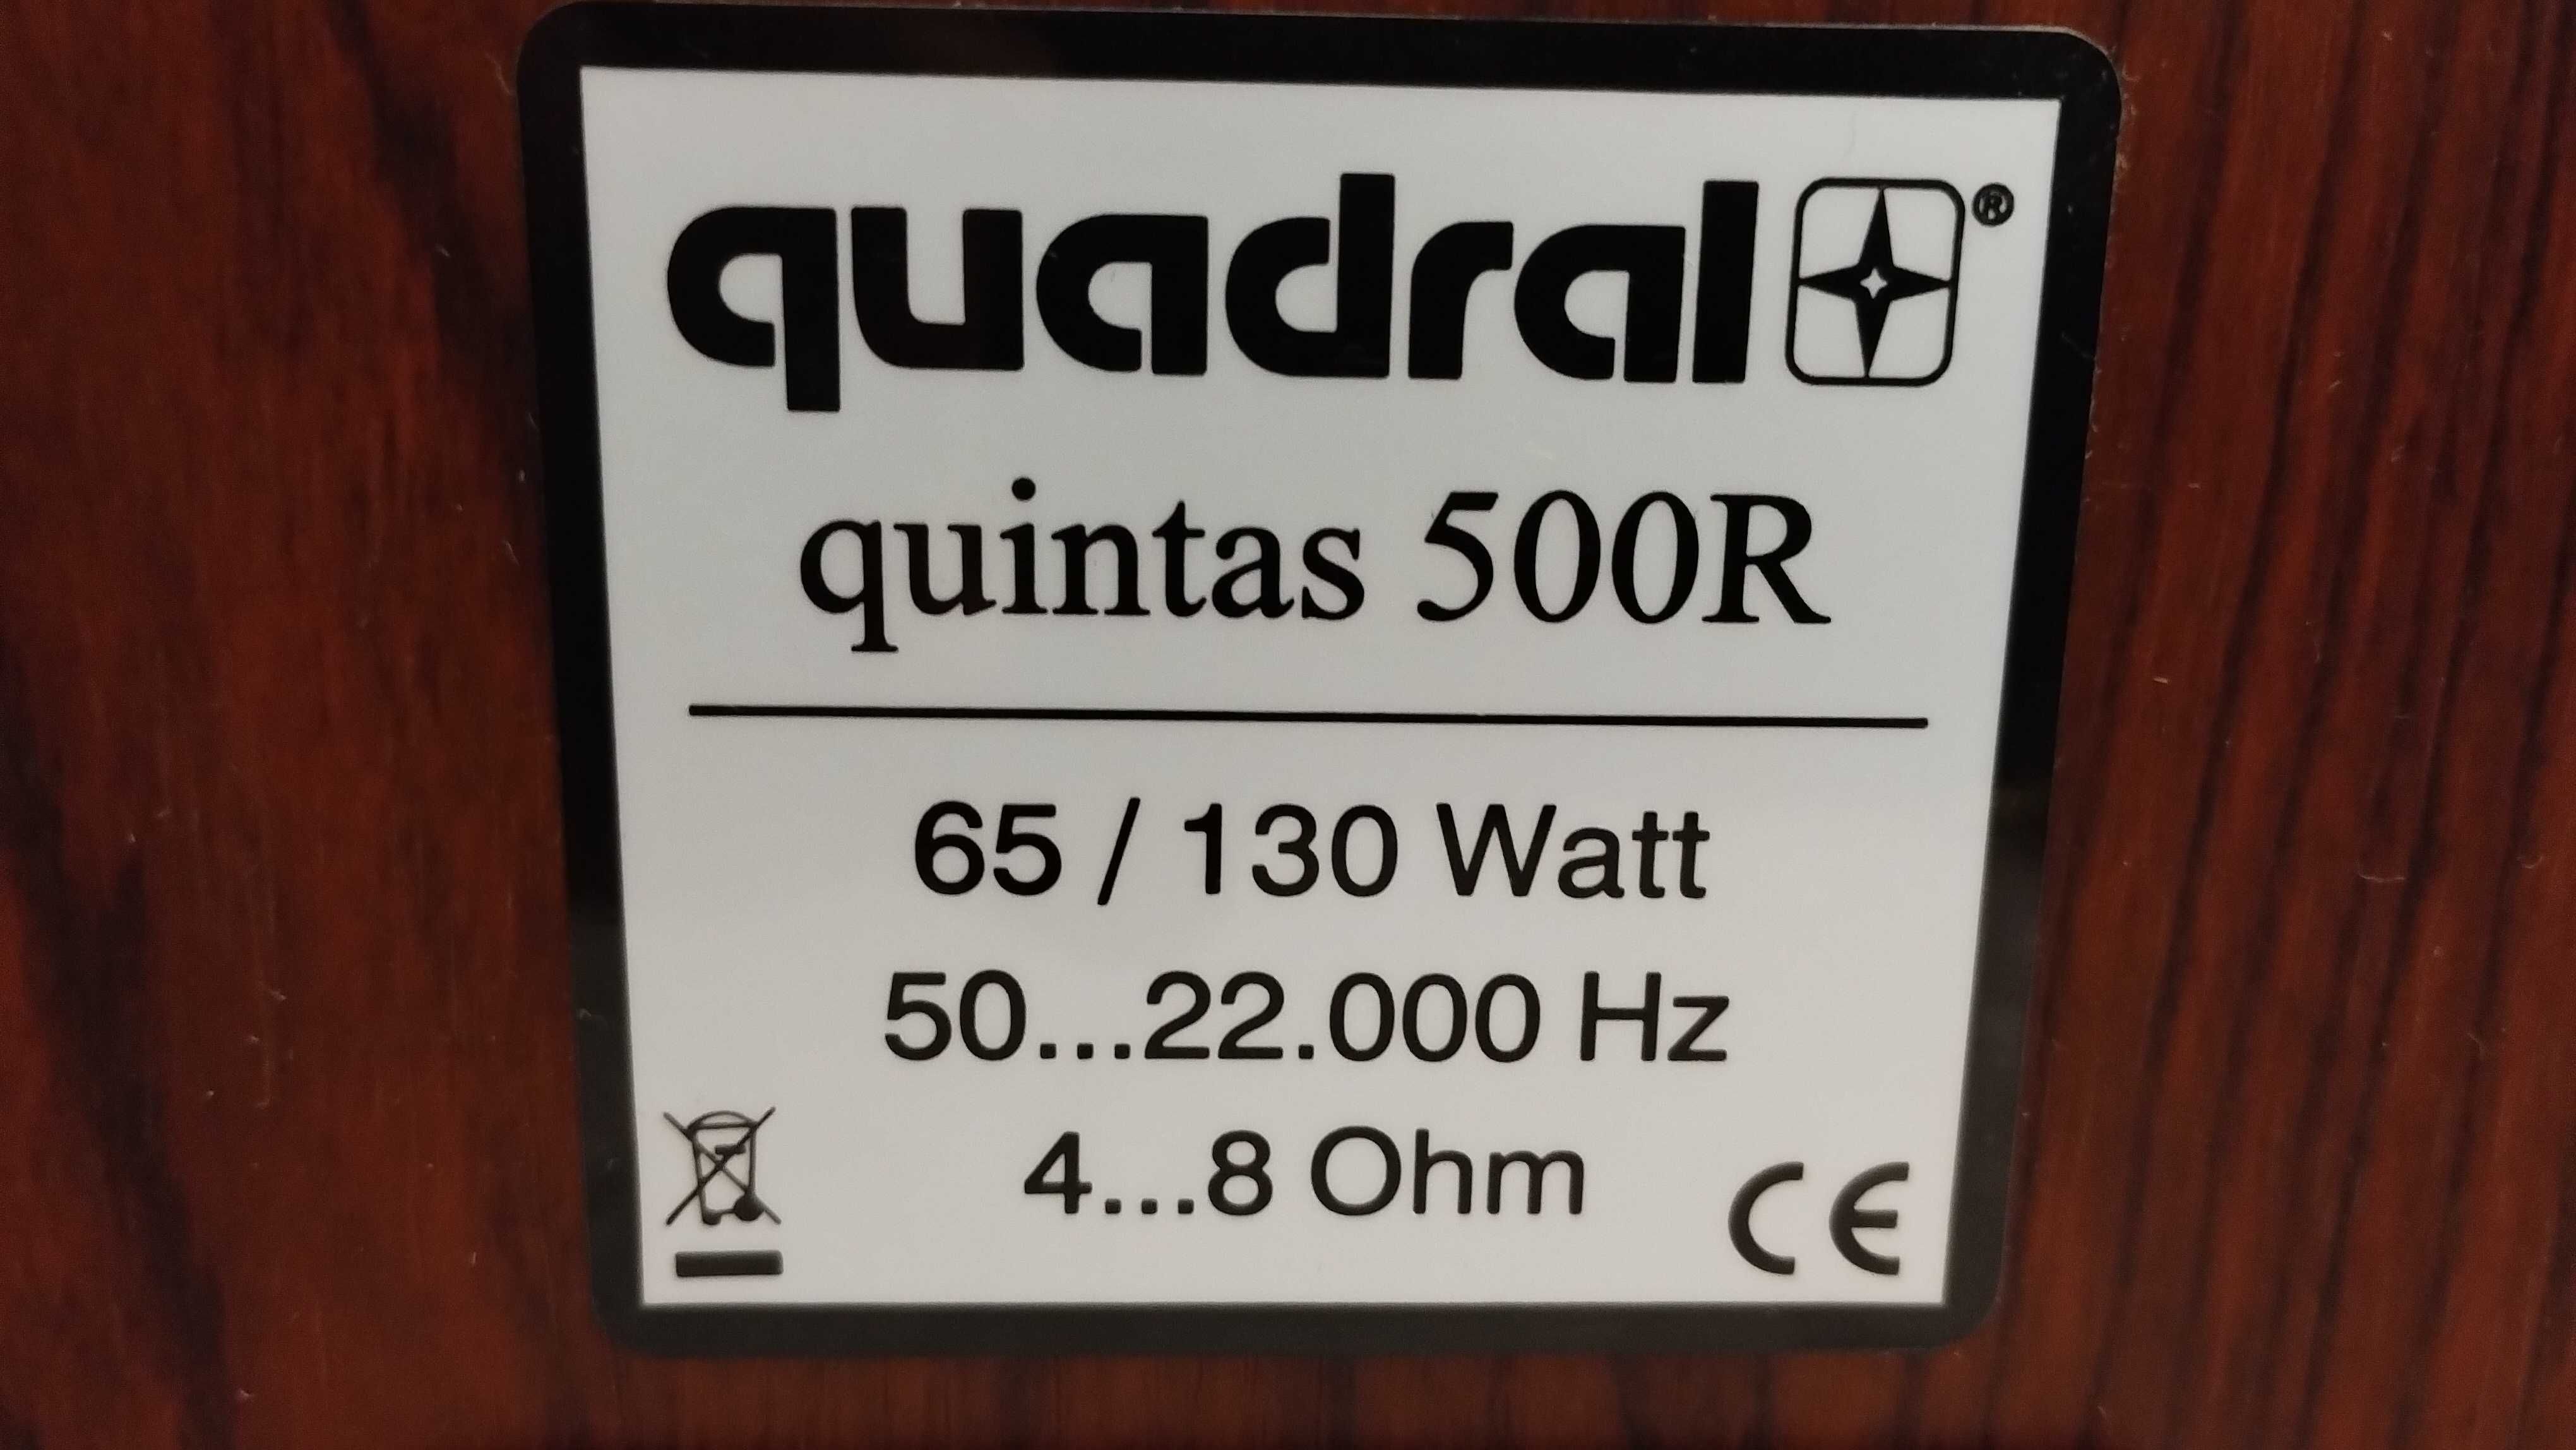 quadral®
quintas 500R
65 / 130 Watt
50...22.000 Hz
4...8 Ohm
CE